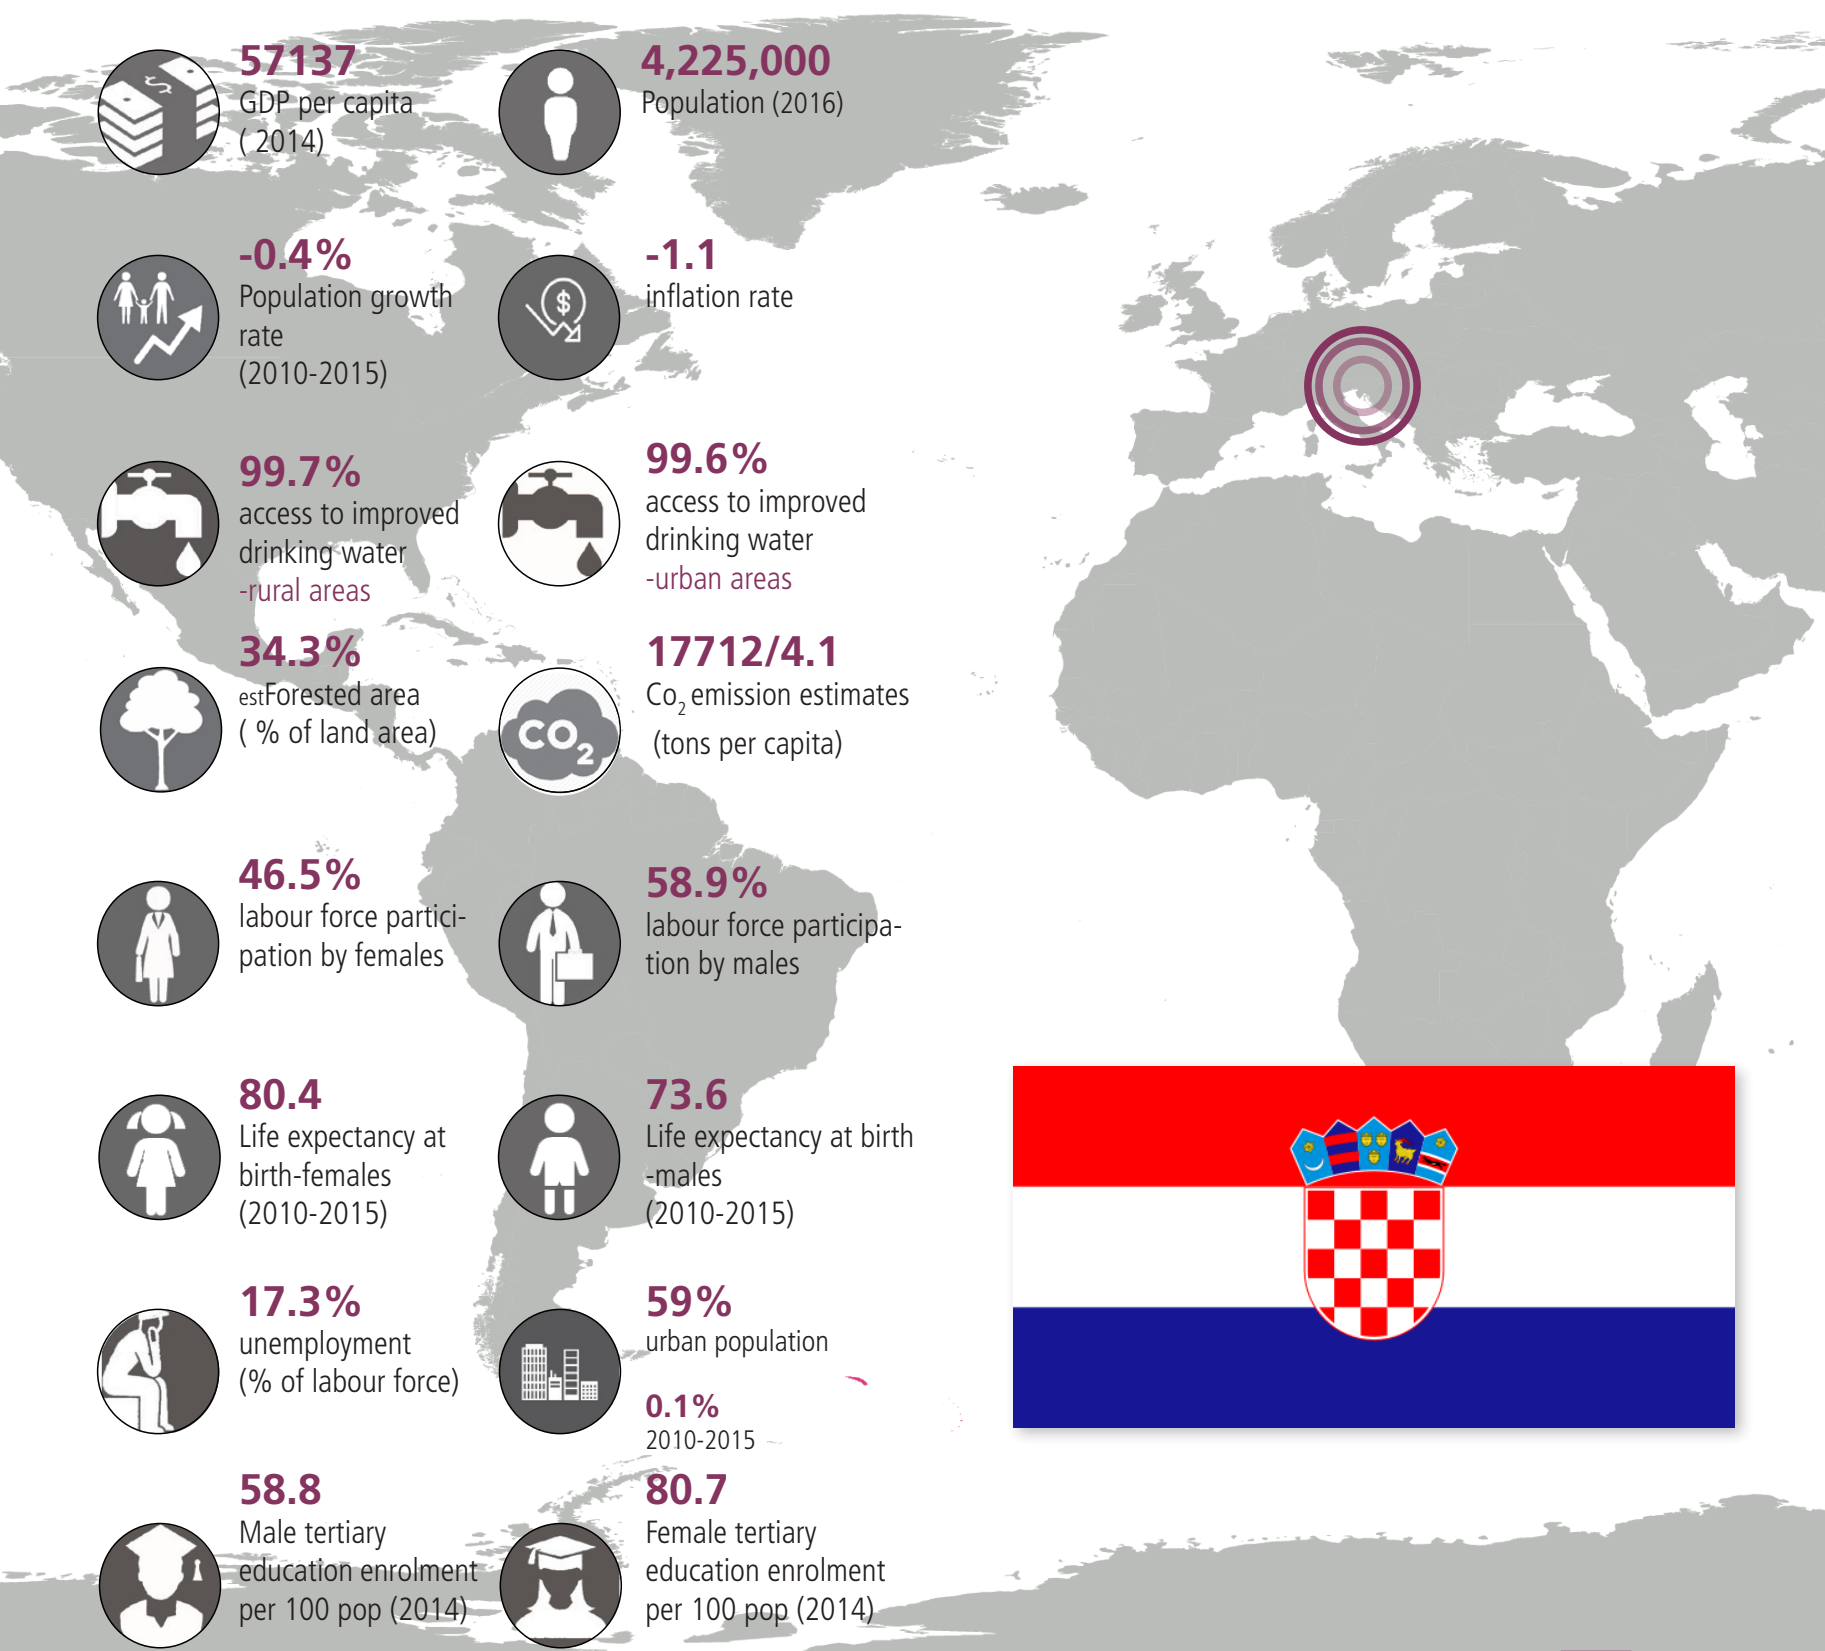 57137
GDP per capita
( 2014)
4,225,000
Population (2016)
-0.4%
Population growth
rate
(2010-2015)
-1.1
inflation rate
99.7%
access to improved
drinking water
-rural areas
99.6%
access to improved
drinking water
-urban areas
34.3%
estForested area
( % of land area)
17712/4.1
Co2 emission estimates
(tons per capita)
CO2
46.5%
labour force partici-
pation by females
58.9%
labour force participa-
tion by males
80.4
Life expectancy at
birth-females
(2010-2015)
73.6
Life expectancy at birth
-males
(2010-2015)
17.3%
unemployment
(% of labour force)
59%
urban population
0.1%
2010-2015
58.8
Male tertiary
education enrolment
per 100 pop (2014)
80.7
Female tertiary
education enrolment
per 100 pop (2014)